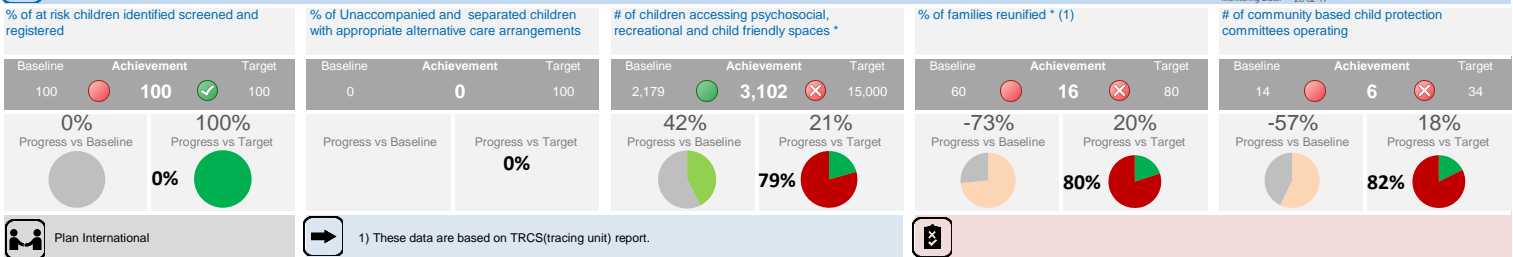 % of at risk children identified screened and
registered
% of Unaccompanied and separated children
with appropriate alternative care arrangements
# of children accessing psychosocial,
recreational and child friendly spaces *
% of families reunified * (1)
# of community based child protection
committees operating
Baseline Achievement Target
100 100 100
0% 100%
Progress vs Baseline Progress vs Target
0%
Baseline Achievement Target
0 0 100
Progress vs Baseline Progress vs Target
0%
Baseline Achievement Target
2,179 3,102 15,000
42% 21%
Progress vs Baseline Progress vs Target
79%
Baseline Achievement Target
60 16 80
-73% 20%
Progress vs Baseline Progress vs Target
80%
Baseline Achievement Target
14 6 34
-57% 18%
Progress vs Baseline Progress vs Target
82%
Plan International
1) These data are based on TRCS(tracing unit) report.